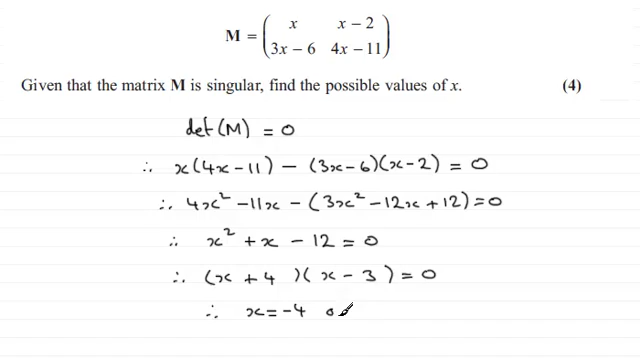 M = ( x x − 2
3x − 6 4x − 11 )
Given that the matrix M is singular, find the possible values of x. (4)
det(M) = 0
∴ x(4x − 11) − (3x − 6)(x − 2) = 0
∴ 4x² − 11x − (3x² − 12x + 12) = 0
∴ x² + x − 12 = 0
∴ (x + 4)(x − 3) = 0
∴ x = −4 o